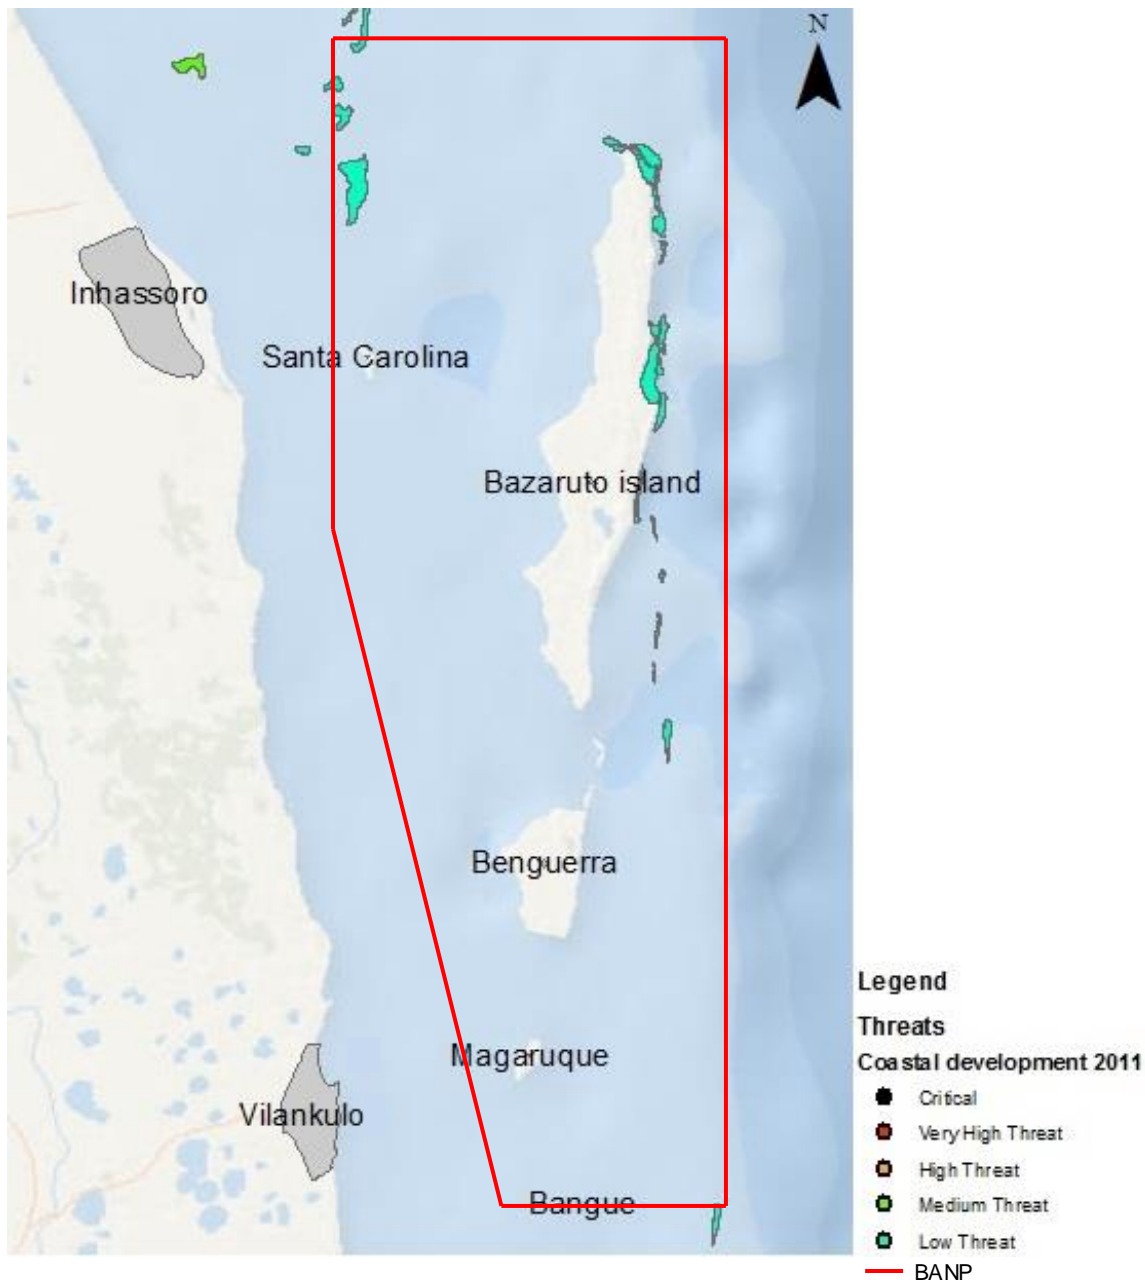 N
Inhassoro
Santa Carolina
Bazaruto island
Benguerra
Magaruque
Vilankulo
Bangue
Legend
Threats
Coastal development 2011
Critical
Very High Threat
High Threat
Medium Threat
Low Threat
BANP